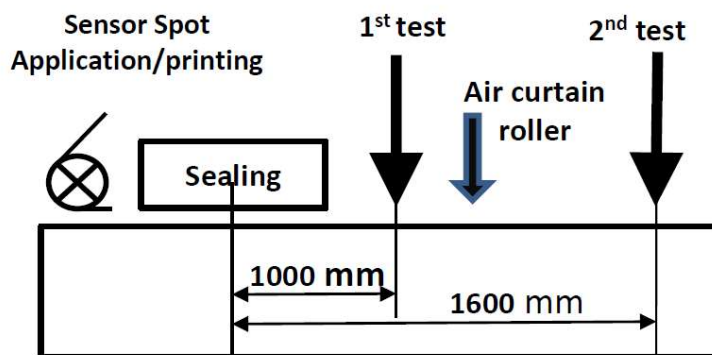 Sensor Spot
Application/printing
1st test
2nd test
Air curtain
roller
Sealing
1000 mm
1600 mm